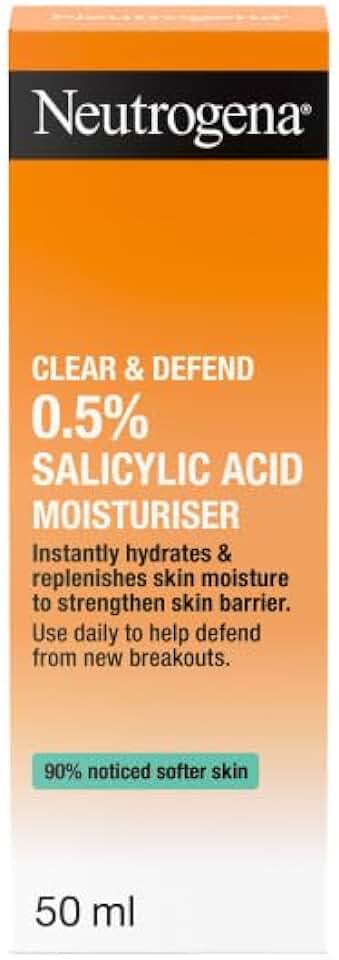 Neutrogena
Neutrogena®
CLEAR & DEFEND
0.5%
SALICYLIC ACID
MOISTURISER
Instantly hydrates &
replenishes skin moisture
to strengthen skin barrier.
Use daily to help defend
from new breakouts.
90% noticed softer skin
50 ml